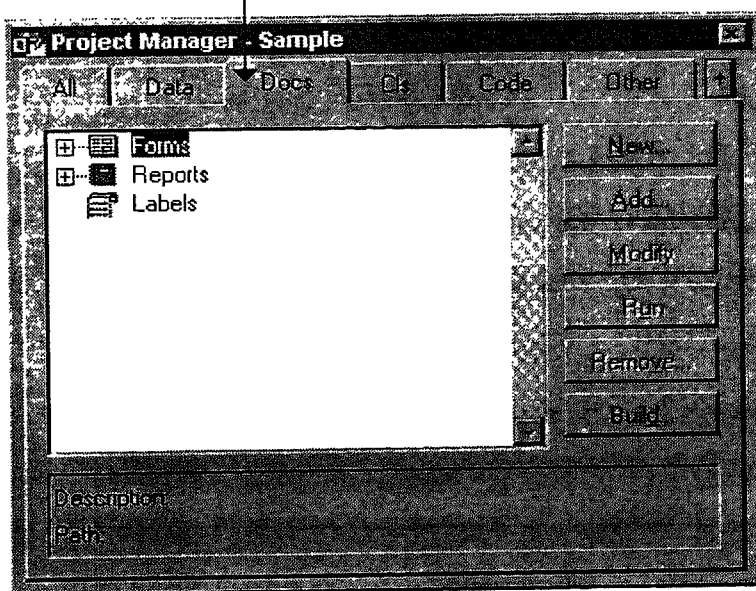 Project Manager - Sample
All Data Docs Cls Code Other
Forms
Reports
Labels
New...
Add...
Modify
Run
Remove...
Build...
Description:
Path: